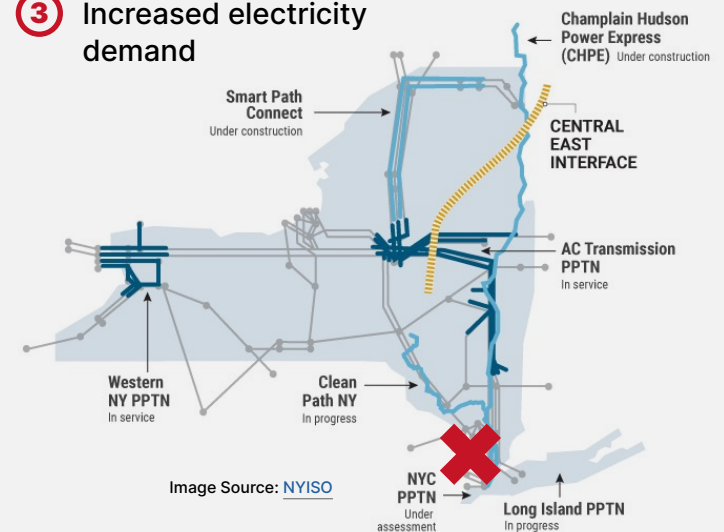 3 Increased electricity
demand
Champlain Hudson
Power Express
(CHPE) Under construction
Smart Path
Connect
Under construction
CENTRAL
EAST
INTERFACE
AC Transmission
PPTN
In service
Western
NY PPTN
In service
Clean
Path NY
In progress
Image Source: NYISO
NYC
PPTN
Under
assessment
Long Island PPTN
In progress